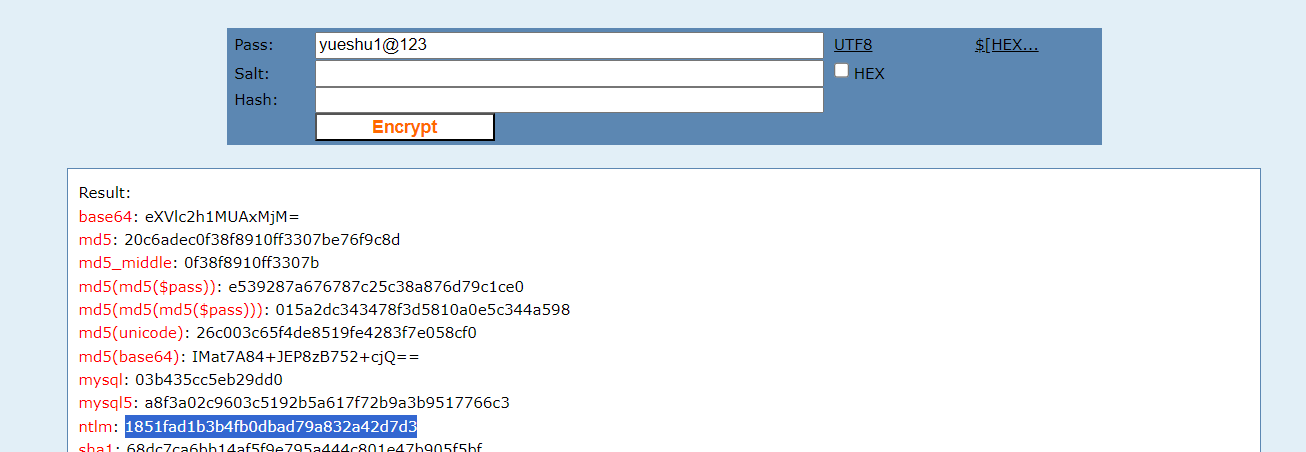 Pass: yueshu1@123 UTF8 $[HEX...
Salt: HEX
Hash:
Encrypt
Result:
base64: eXVlc2h1MUAxMjM=
md5: 20c6adec0f38f8910ff3307be76f9c8d
md5_middle: 0f38f8910ff3307b
md5(md5($pass)): e539287a676787c25c38a876d79c1ce0
md5(md5(md5($pass))): 015a2dc343478f3d5810a0e5c344a598
md5(unicode): 26c003c65f4de8519fe4283f7e058cf0
md5(base64): IMat7A84+JEP8zB752+cjQ==
mysql: 03b435cc5eb29dd0
mysql5: a8f3a02c9603c5192b5a617f72b9a3b9517766c3
ntlm: 1851fad1b3b4fb0dbad79a832a42d7d3
sha1: 68dc7ca6bb14af5f9e795a444c801e47b905f5bf